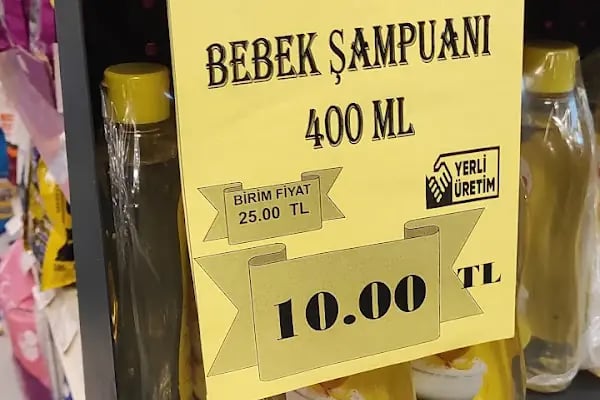 BEBEK ŞAMPUANI
400 ML
YERLİ
ÜRETİM
BİRİM FİYAT
25.00 TL
10.00 TL